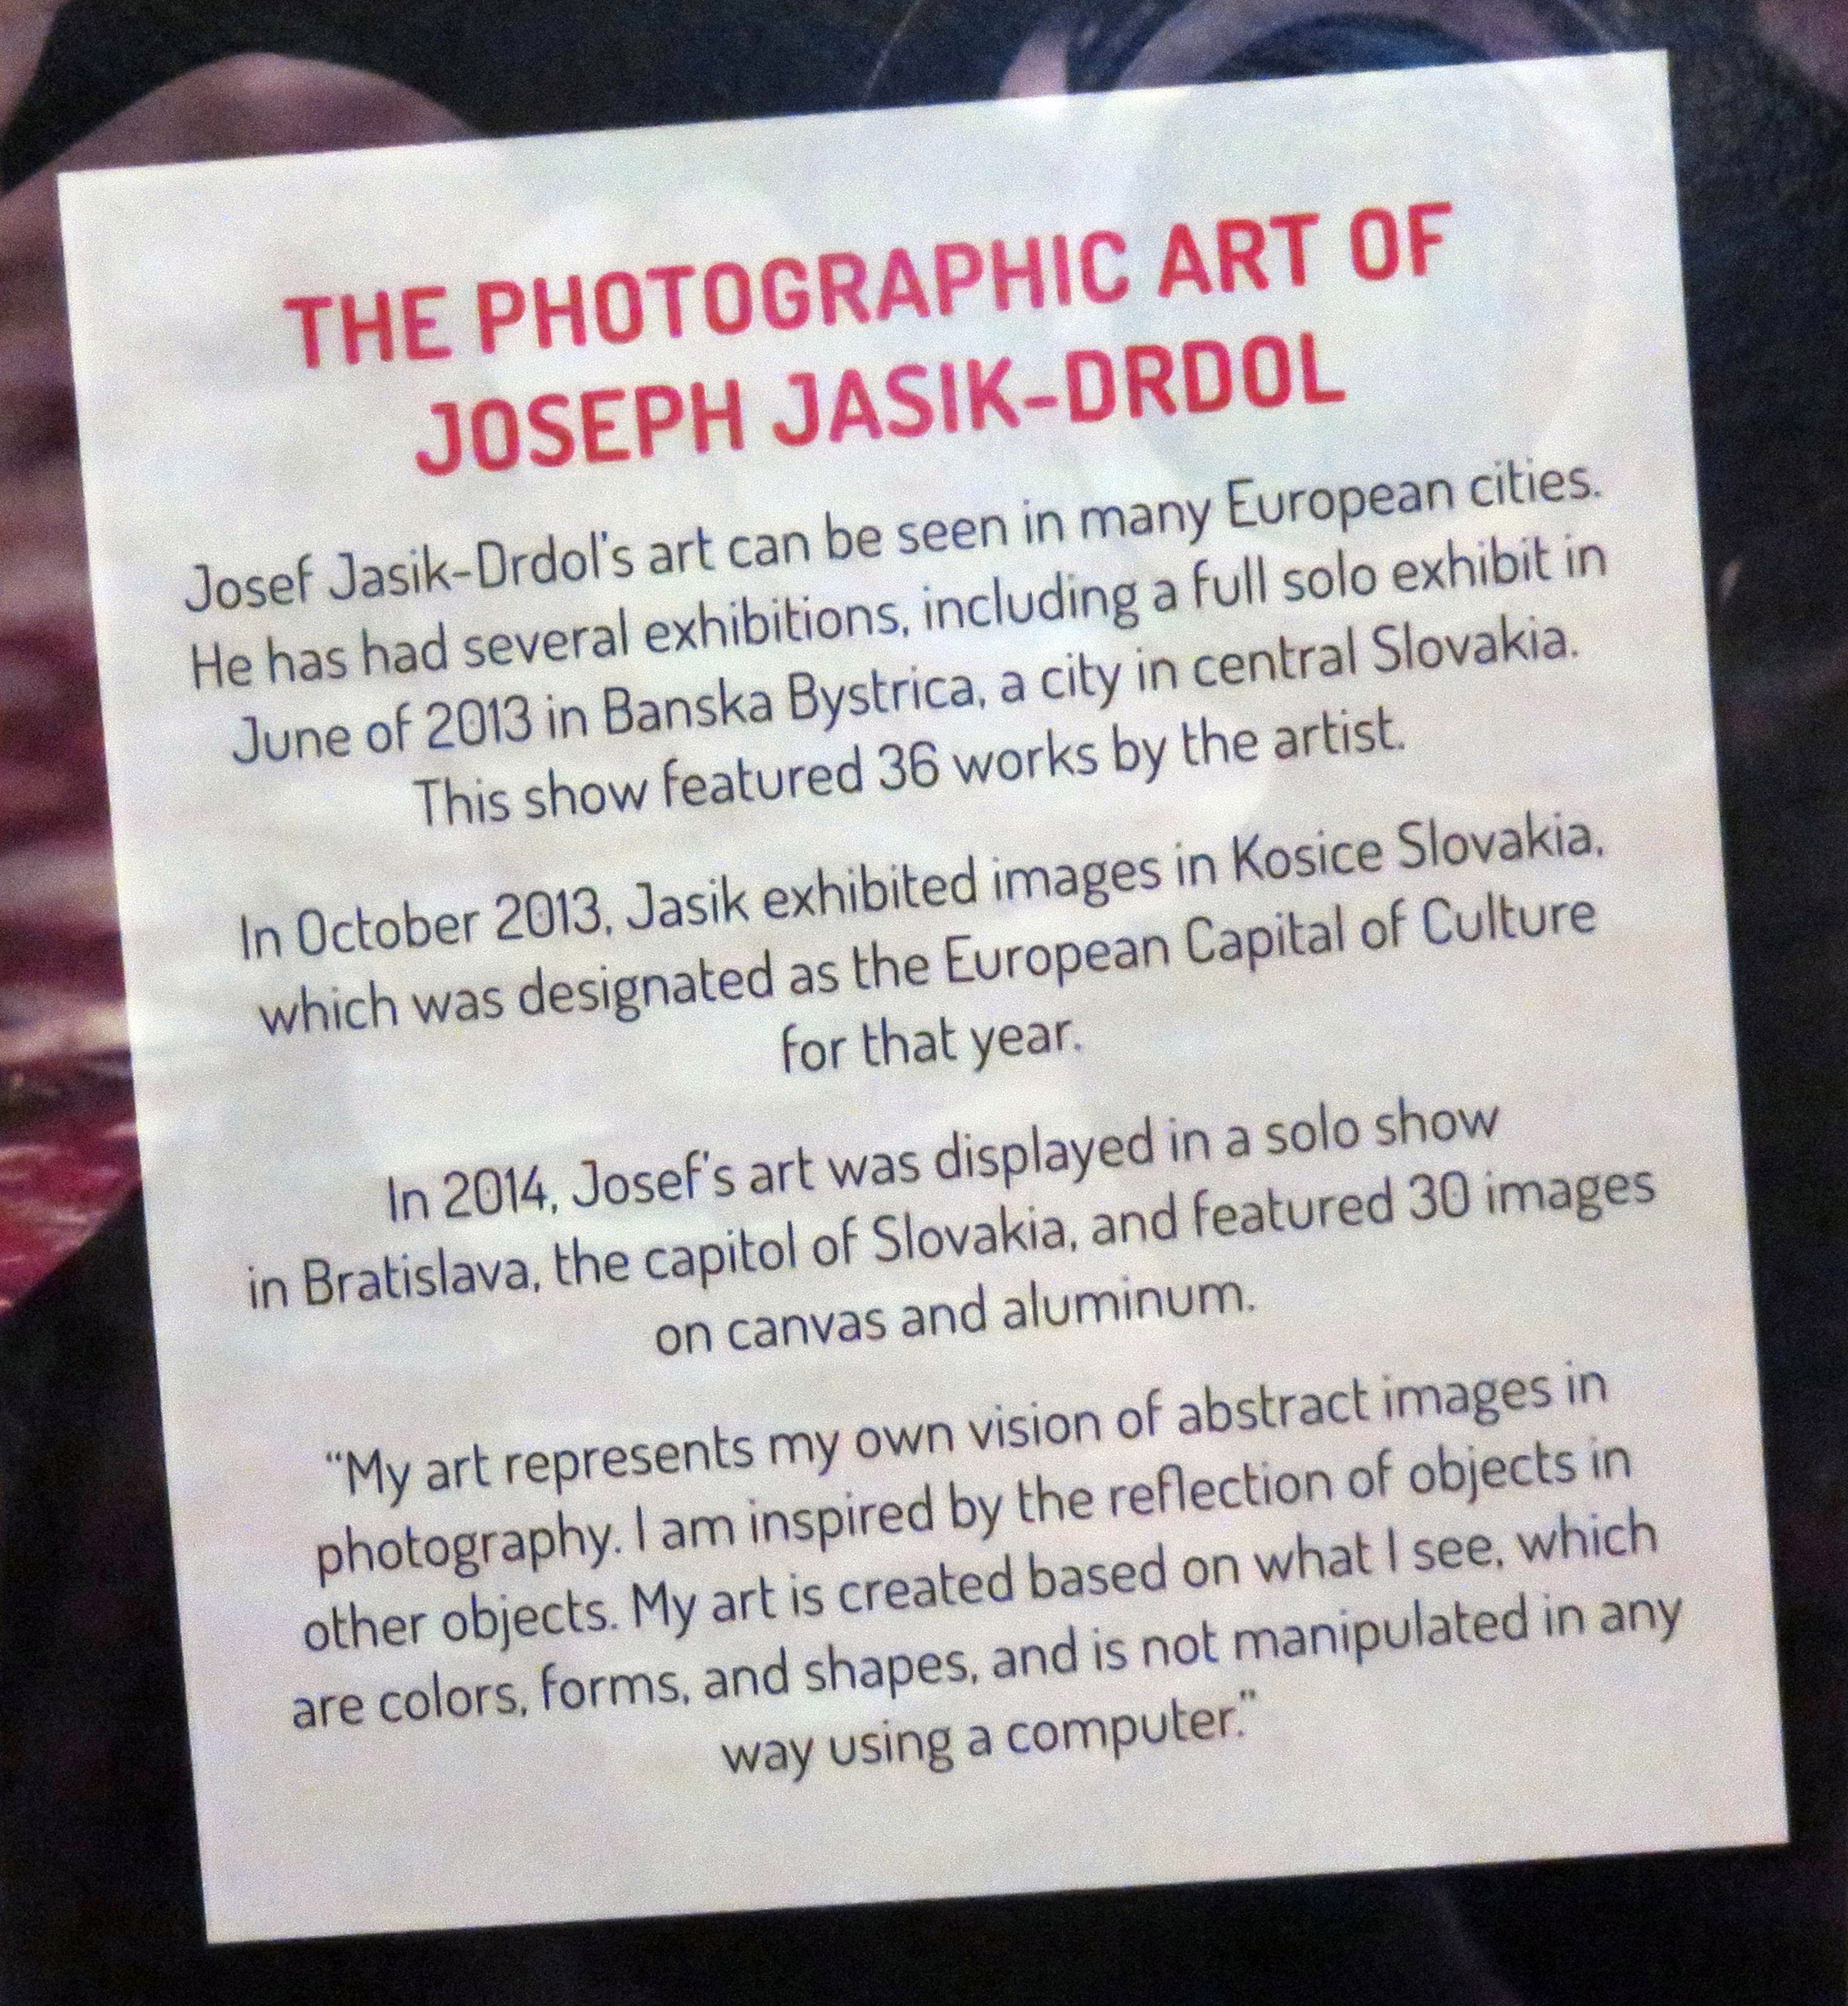 THE PHOTOGRAPHIC ART OF
JOSEPH JASIK-DRDOL
Josef Jasik-Drdol's art can be seen in many European cities.
He has had several exhibitions, including a full solo exhibit in
June of 2013 in Banska Bystrica, a city in central Slovakia.
This show featured 36 works by the artist.
In October 2013, Jasik exhibited images in Kosice Slovakia,
which was designated as the European Capital of Culture
for that year.
In 2014, Josef's art was displayed in a solo show
in Bratislava, the capitol of Slovakia, and featured 30 images
on canvas and aluminum.
“My art represents my own vision of abstract images in
photography. I am inspired by the reflection of objects in
other objects. My art is created based on what I see, which
are colors, forms, and shapes, and is not manipulated in any
way using a computer.”